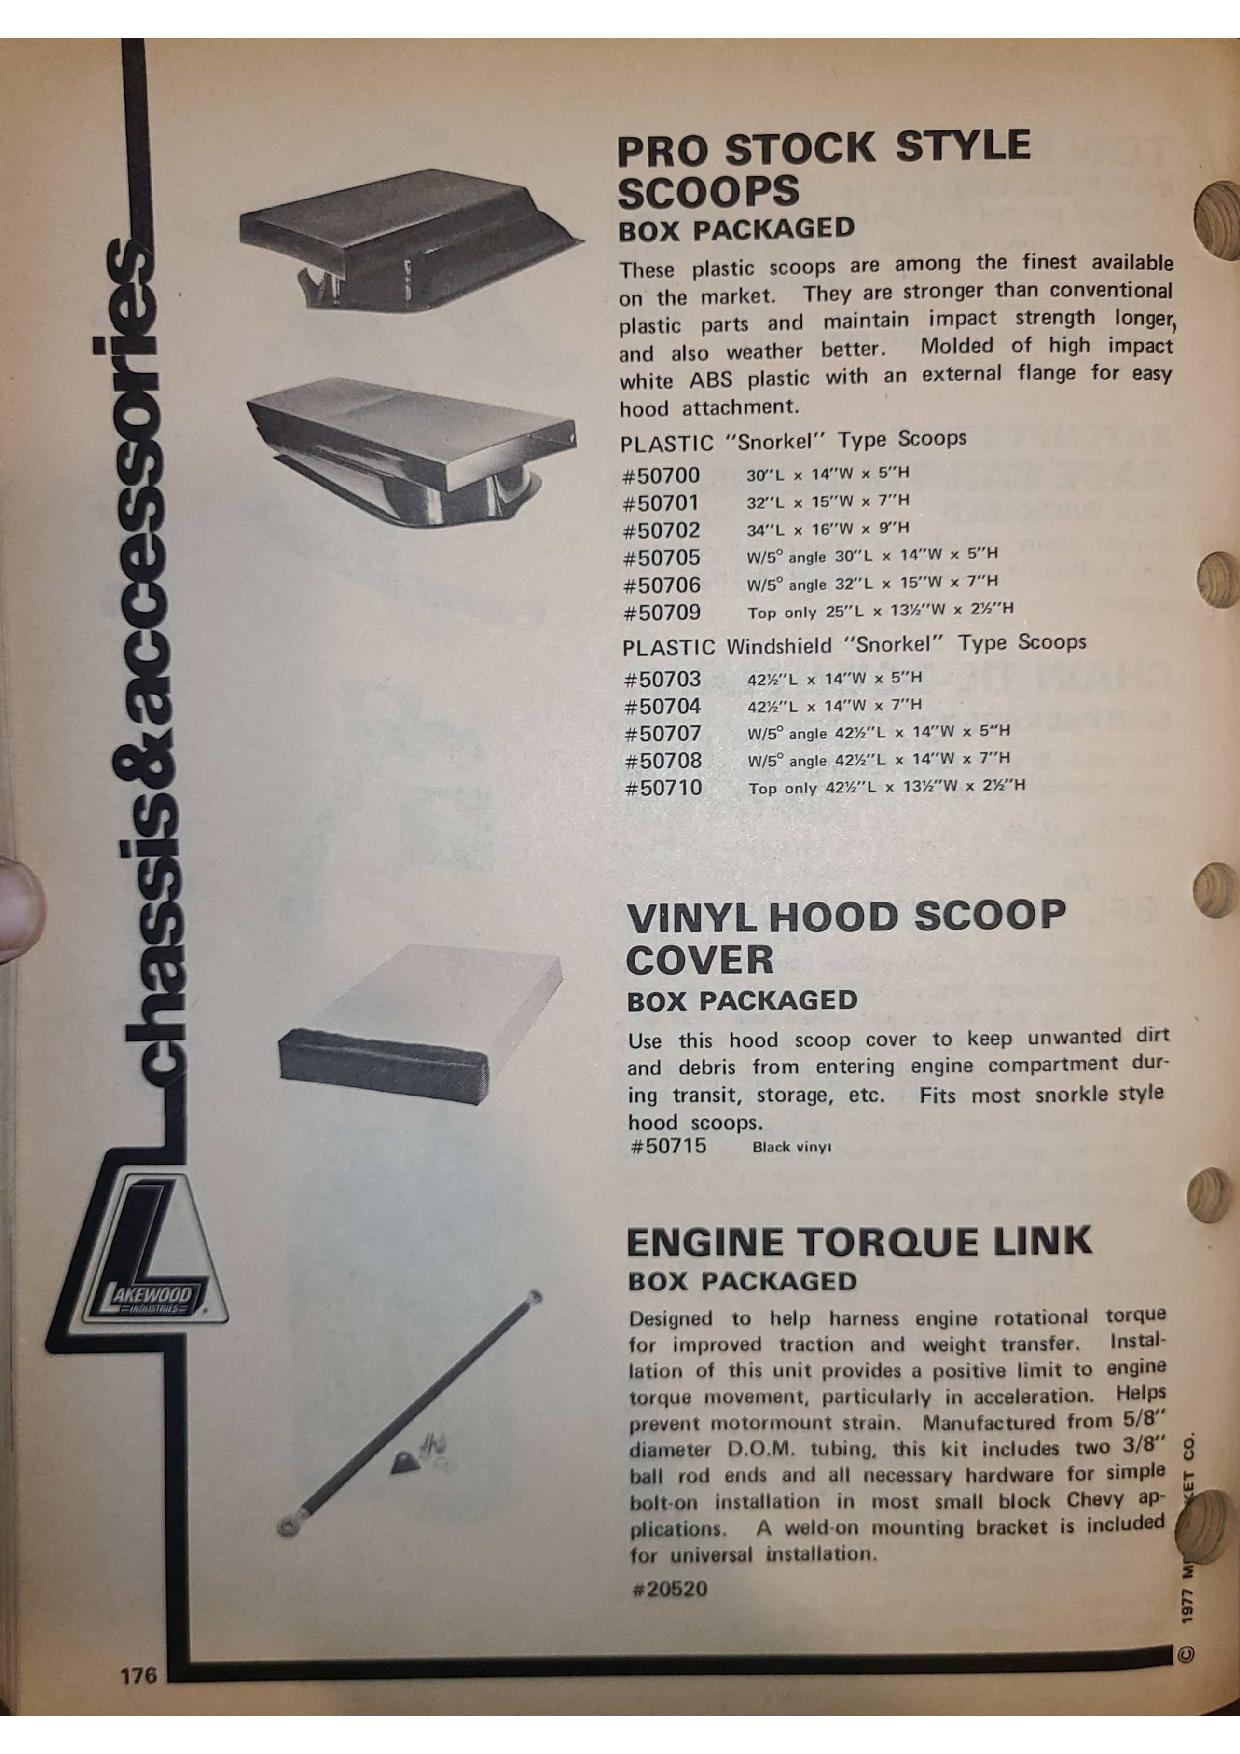 chassis&accessories
PRO STOCK STYLE
SCOOPS
BOX PACKAGED
These plastic scoops are among the finest available
on the market. They are stronger than conventional
plastic parts and maintain impact strength longer,
and also weather better. Molded of high impact
white ABS plastic with an external flange for easy
hood attachment.
PLASTIC "Snorkel" Type Scoops
#50700 30"L x 14"W x 5"H
#50701 32"L x 15"W x 7"H
#50702 34"L x 16"W x 9"H
#50705 W/5° angle 30"L x 14"W x 5"H
#50706 W/5° angle 32"L x 15"W x 7"H
#50709 Top only 25"L x 13½"W x 2½"H
PLASTIC Windshield "Snorkel" Type Scoops
#50703 42½"L x 14"W x 5"H
#50704 42½"L x 14"W x 7"H
#50707 W/5° angle 42½"L x 14"W x 5"H
#50708 W/5° angle 42½"L x 14"W x 7"H
#50710 Top only 42½"L x 13½"W x 2½"H
VINYL HOOD SCOOP
COVER
BOX PACKAGED
Use this hood scoop cover to keep unwanted dirt
and debris from entering engine compartment dur-
ing transit, storage, etc. Fits most snorkle style
hood scoops.
#50715 Black vinyl
ENGINE TORQUE LINK
BOX PACKAGED
Designed to help harness engine rotational torque
for improved traction and weight transfer. Instal-
lation of this unit provides a positive limit to engine
torque movement, particularly in acceleration. Helps
prevent motormount strain. Manufactured from 5/8"
diameter D.O.M. tubing, this kit includes two 3/8"
ball rod ends and all necessary hardware for simple
bolt-on installation in most small block Chevy ap-
plications. A weld-on mounting bracket is included
for universal installation.
#20520
LAKEWOOD
INDUSTRIES
®
© 1977 CO.
176